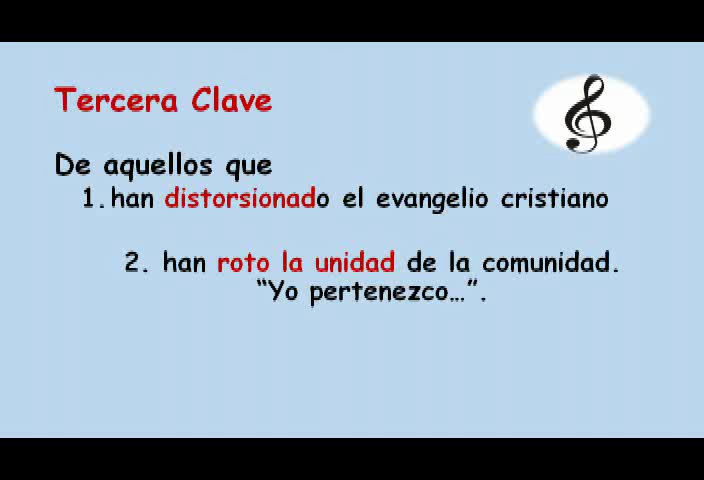 Tercera Clave
De aquellos que
1. han distorsionado el evangelio cristiano
2. han roto la unidad de la comunidad.
“Yo pertenezco…”.